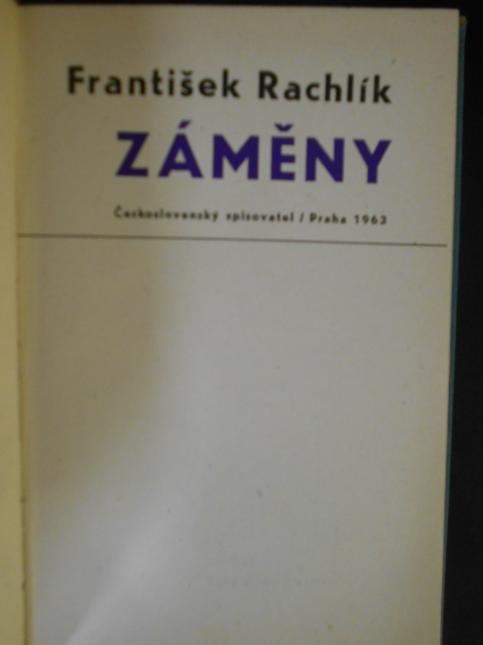 František Rachlík
ZÁMĚNY
Československý spisovatel / Praha 1963